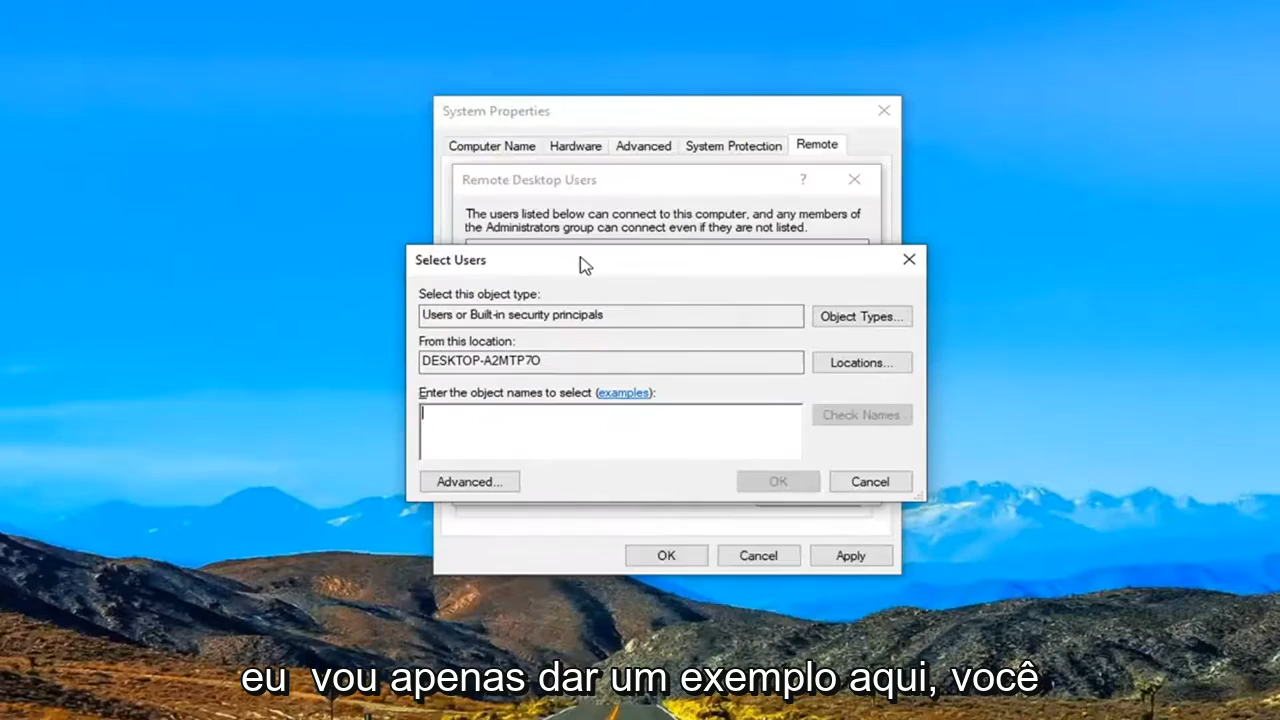 System Properties
Computer Name Hardware Advanced System Protection Remote
Remote Desktop Users ?
The users listed below can connect to this computer, and any members of
the Administrators group can connect even if they are not listed.
Select Users
Select this object type:
Users or Built-in security principals Object Types...
From this location:
DESKTOP-A2MTP7O Locations...
Enter the object names to select (examples):
Check Names
Advanced... OK Cancel
OK Cancel Apply
eu vou apenas dar um exemplo aqui, você